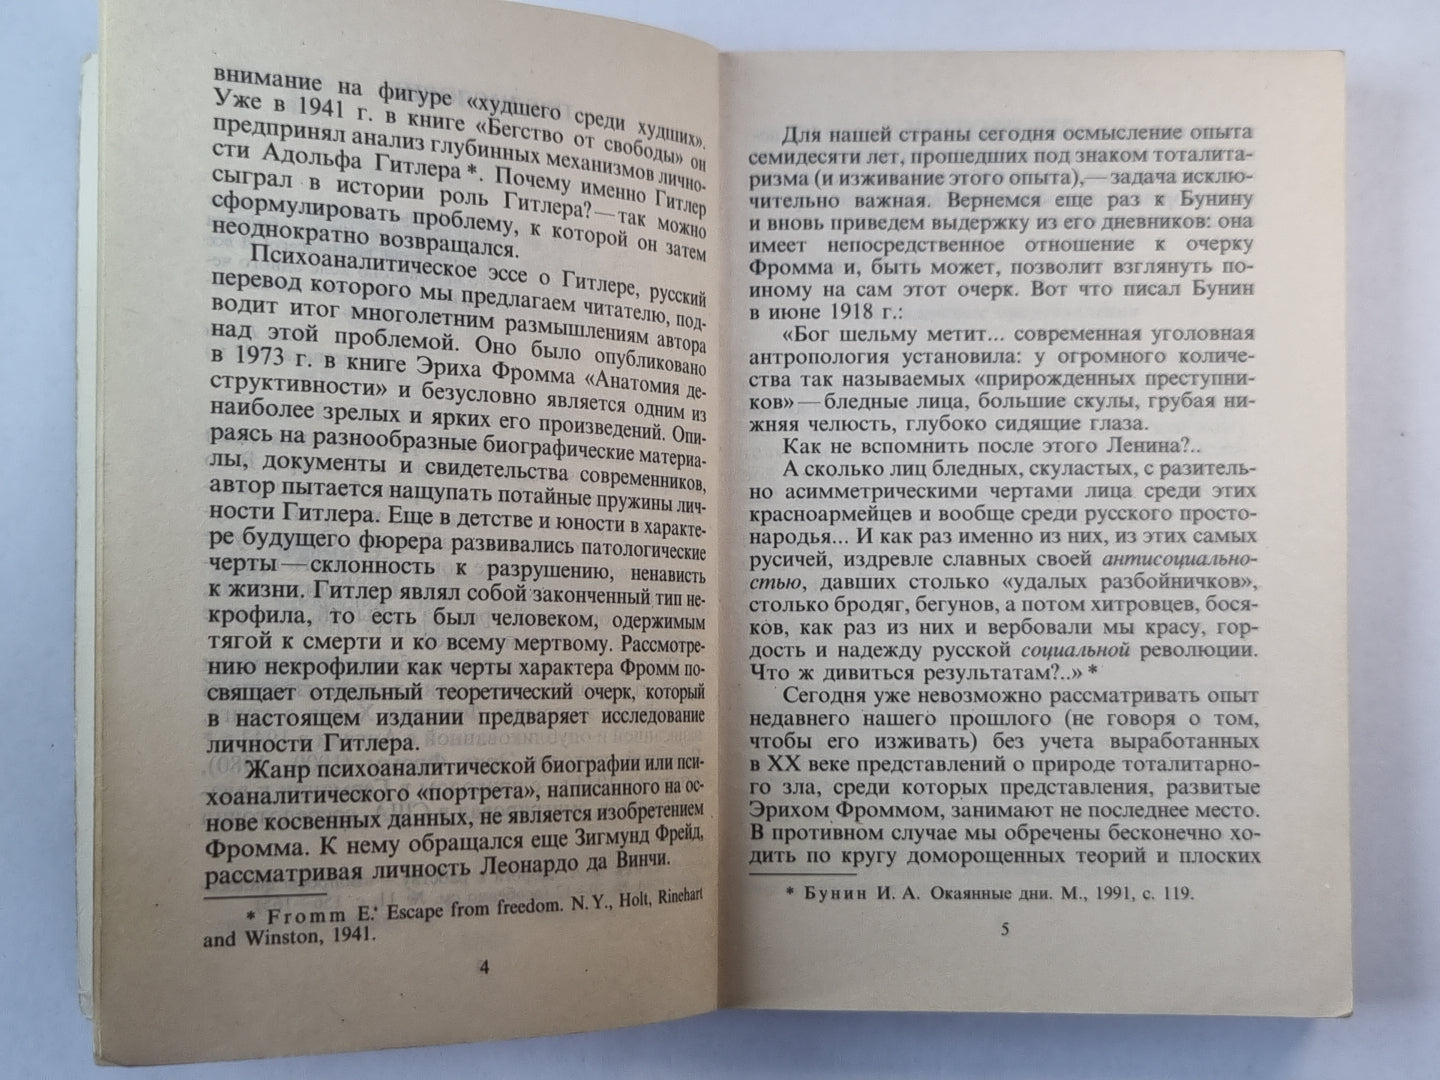 внимание на фигуре «худшего среди худших».
Уже в 1941 г. в книге «Бегство от свободы» он
предпринял анализ глубинных механизмов лично-
сти Адольфа Гитлера*. Почему именно Гитлер
сыграл в истории роль Гитлера?—так можно
сформулировать проблему, к которой он затем
неоднократно возвращался.
Психоаналитическое эссе о Гитлере, русский
перевод которого мы предлагаем читателю, под-
водит итог многолетним размышлениям автора
над этой проблемой. Оно было опубликовано
в 1973 г. в книге Эриха Фромма «Анатомия де-
структивности» и безусловно является одним из
наиболее зрелых и ярких его произведений. Опи-
раясь на разнообразные биографические материа-
лы, документы и свидетельства современников,
автор пытается нащупать потайные пружины лич-
ности Гитлера. Еще в детстве и юности в характе-
ре будущего фюрера развивались патологические
черты—склонность к разрушению, ненависть
к жизни. Гитлер являл собой законченный тип не-
крофила, то есть был человеком, одержимым
тягой к смерти и ко всему мертвому. Рассмотре-
нию некрофилии как черты характера Фромм по-
свящает отдельный теоретический очерк, который
в настоящем издании предваряет исследование
личности Гитлера.
Жанр психоаналитической биографии или пси-
хоаналитического «портрета», написанного на ос-
нове косвенных данных, не является изобретением
Фромма. К нему обращался еще Зигмунд Фрейд,
рассматривая личность Леонардо да Винчи.
* Fromm E. Escape from freedom. N. Y., Holt, Rinehart
and Winston, 1941.
4
Для нашей страны сегодня осмысление опыта
семидесяти лет, прошедших под знаком тоталита-
ризма (и изживание этого опыта),—задача исклю-
чительно важная. Вернемся еще раз к Бунину
и вновь приведем выдержку из его дневников: она
имеет непосредственное отношение к очерку
Фромма и, быть может, позволит взглянуть по-
иному на сам этот очерк. Вот что писал Бунин
в июне 1918 г.:
«Бог шельму метит... современная уголовная
антропология установила: у огромного количе-
ства так называемых «прирожденных преступни-
ков»—бледные лица, большие скулы, грубая ни-
жняя челюсть, глубоко сидящие глаза.
Как не вспомнить после этого Ленина?..
А сколько лиц бледных, скуластых, с разитель-
но асимметрическими чертами лица среди этих
красноармейцев и вообще среди русского просто-
народья... И как раз именно из них, из этих самых
русичей, издревле славных своей антисоциально-
стью, давших столько «удалых разбойничков»,
столько бродяг, бегунов, а потом хитровцев, бося-
ков, как раз из них и вербовали мы красу, гор-
дость и надежду русской социальной революции.
Что ж дивиться результатам?..»*
Сегодня уже невозможно рассматривать опыт
недавнего нашего прошлого (не говоря о том,
чтобы его изживать) без учета выработанных
в XX веке представлений о природе тоталитарно-
го зла, среди которых представления, развитые
Эрихом Фроммом, занимают не последнее место.
В противном случае мы обречены бесконечно хо-
дить по кругу доморощенных теорий и плоских
* Бунин И. А. Окаянные дни. М., 1991, с. 119.
5